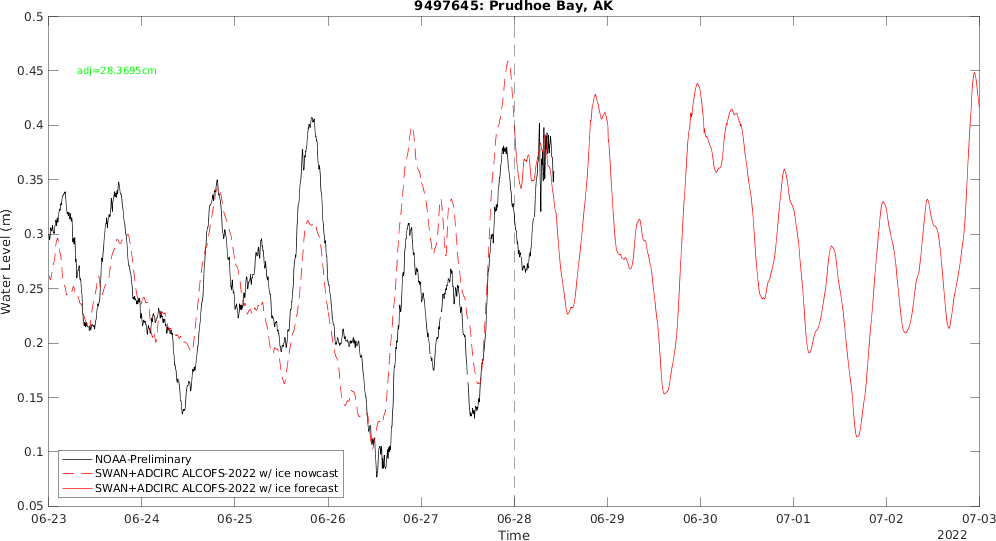 9497645: Prudhoe Bay, AK
adj=28.3695cm
Water Level (m)
0.5
0.45
0.4
0.35
0.3
0.25
0.2
0.15
0.1
0.05
NOAA-Preliminary
SWAN+ADCIRC ALCOFS-2022 w/ ice nowcast
SWAN+ADCIRC ALCOFS-2022 w/ ice forecast
06-23 06-24 06-25 06-26 06-27 06-28 06-29 06-30 07-01 07-02 07-03
Time
2022